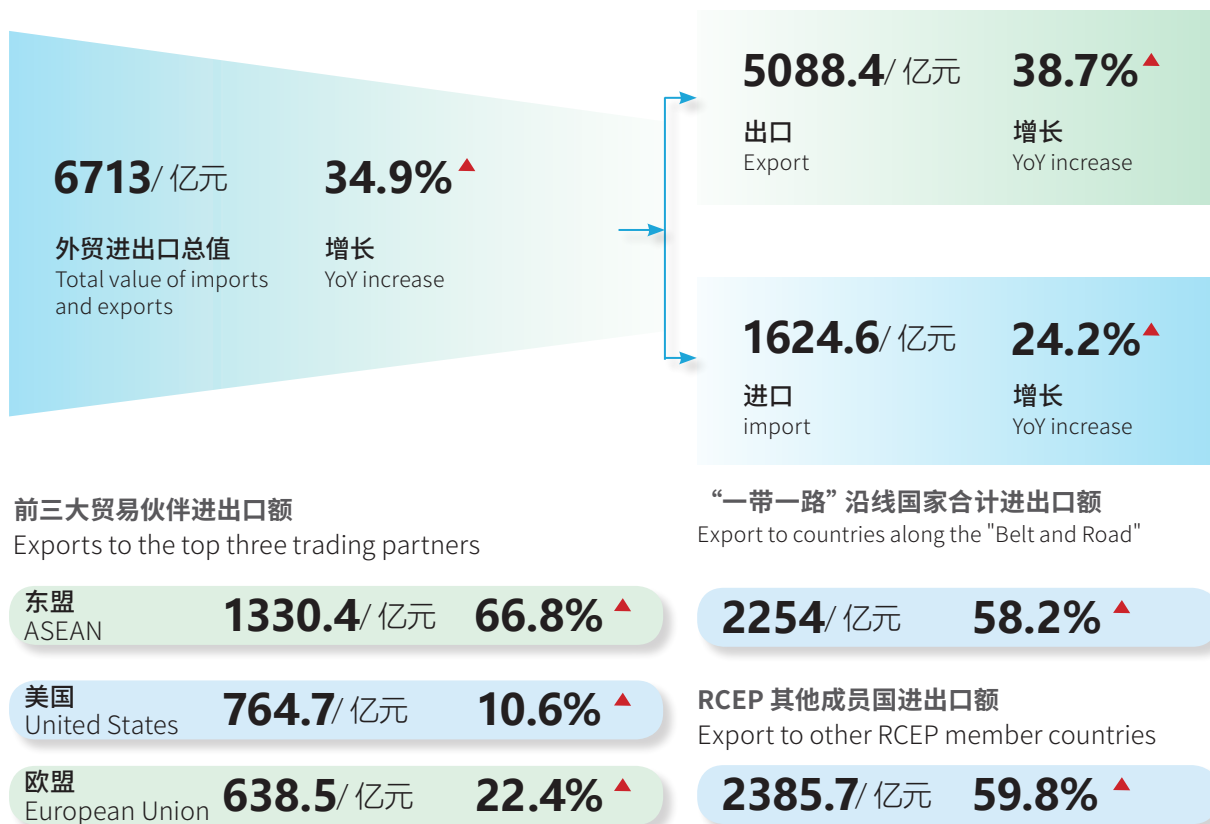 6713/ 亿元 34.9%
外贸进出口总值 增长
Total value of imports YoY increase
and exports
5088.4/ 亿元 38.7%
出口 增长
Export YoY increase
1624.6/ 亿元 24.2%
进口 增长
import YoY increase
前三大贸易伙伴进出口额
Exports to the top three trading partners
东盟
ASEAN 1330.4/ 亿元 66.8%
美国
United States 764.7/ 亿元 10.6%
欧盟
European Union 638.5/ 亿元 22.4%
“一带一路”沿线国家合计进出口额
Export to countries along the "Belt and Road"
2254/ 亿元 58.2%
RCEP 其他成员国进出口额
Export to other RCEP member countries
2385.7/ 亿元 59.8%